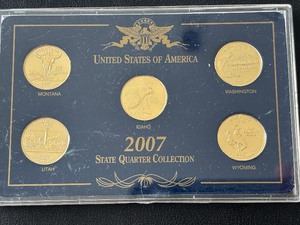 UNITED STATES OF AMERICA
MONTANA
WASHINGTON
IDAHO
UTAH
WYOMING
2007
STATE QUARTER COLLECTION